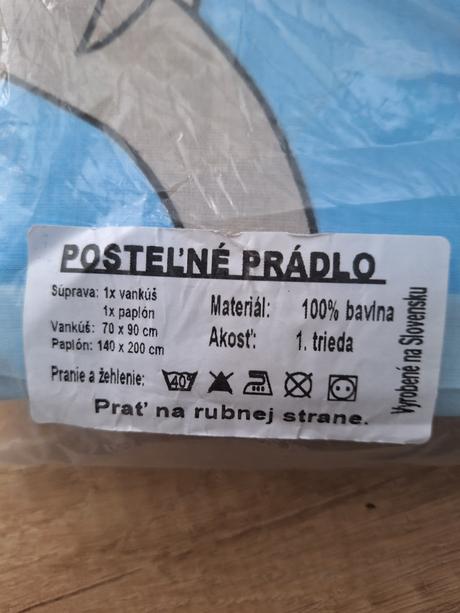 POSTEĽNÉ PRÁDLO
Súprava: 1x vankúš
1x paplón
Vankúš: 70 x 90 cm
Paplón: 140 x 200 cm
Materiál: 100% bavlna
Akosť: 1. trieda
Pranie a žehlenie: 40
Prať na rubnej strane.
Vyrobené na Slovensku